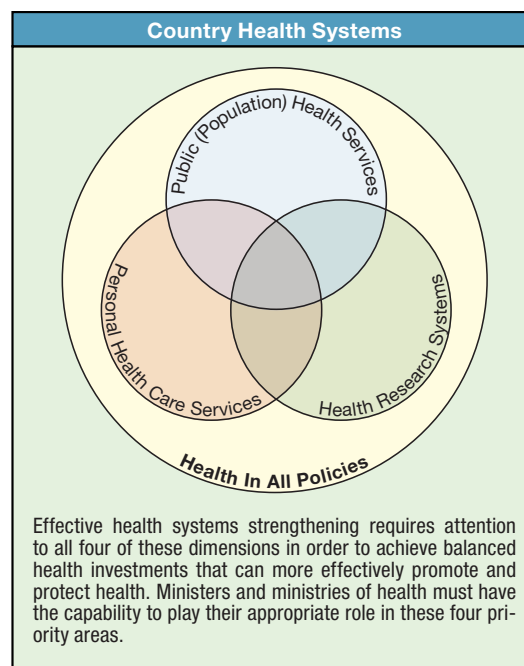 Country Health Systems
Public (Population) Health Services
Personal Health Care Services
Health Research Systems
Health In All Policies
Effective health systems strengthening requires attention
to all four of these dimensions in order to achieve balanced
health investments that can more effectively promote and
protect health. Ministers and ministries of health must have
the capability to play their appropriate role in these four pri-
ority areas.